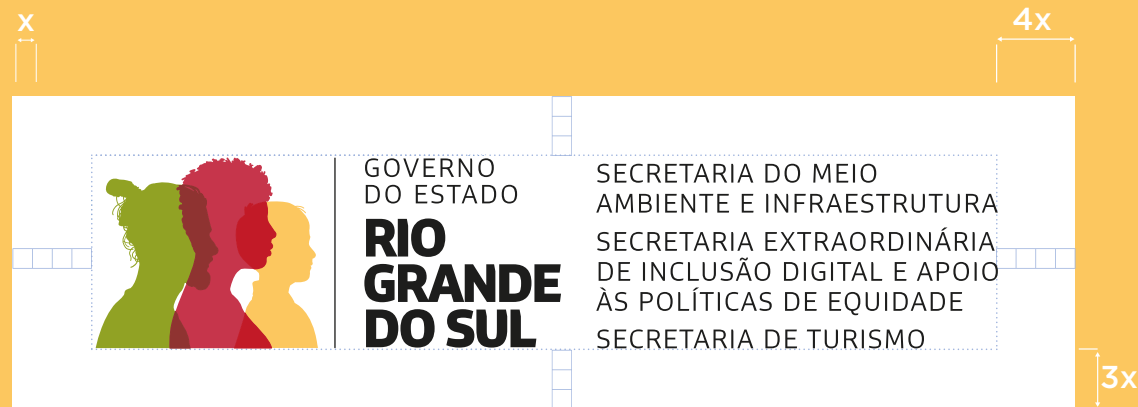 x
4x
GOVERNO
DO ESTADO
RIO
GRANDE
DO SUL
SECRETARIA DO MEIO
AMBIENTE E INFRAESTRUTURA
SECRETARIA EXTRAORDINÁRIA
DE INCLUSÃO DIGITAL E APOIO
ÀS POLÍTICAS DE EQUIDADE
SECRETARIA DE TURISMO
3x